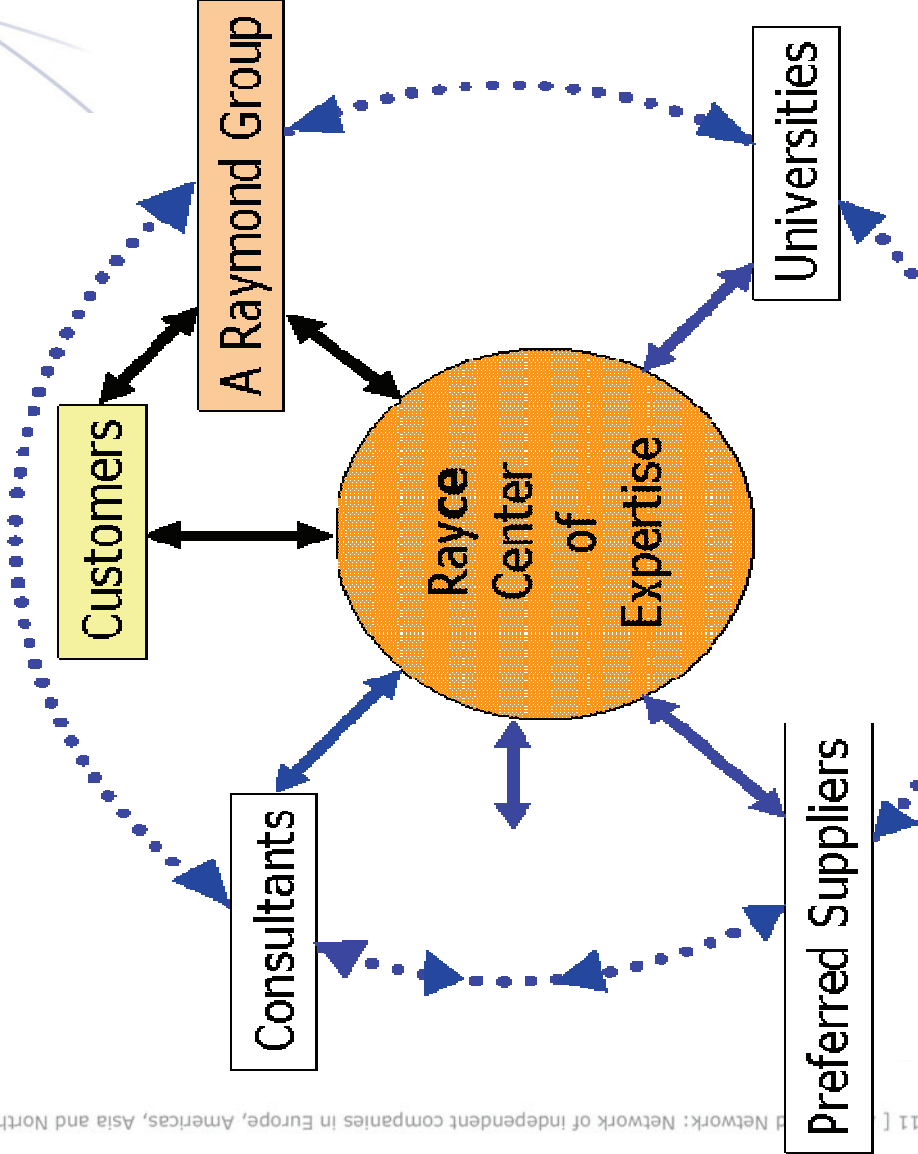 Customers
A Raymond Group
Consultants
Rayce
Center
of
Expertise
Universities
Preferred Suppliers
11 [
d Network: Network of independent companies in Europe, Americas, Asia and North